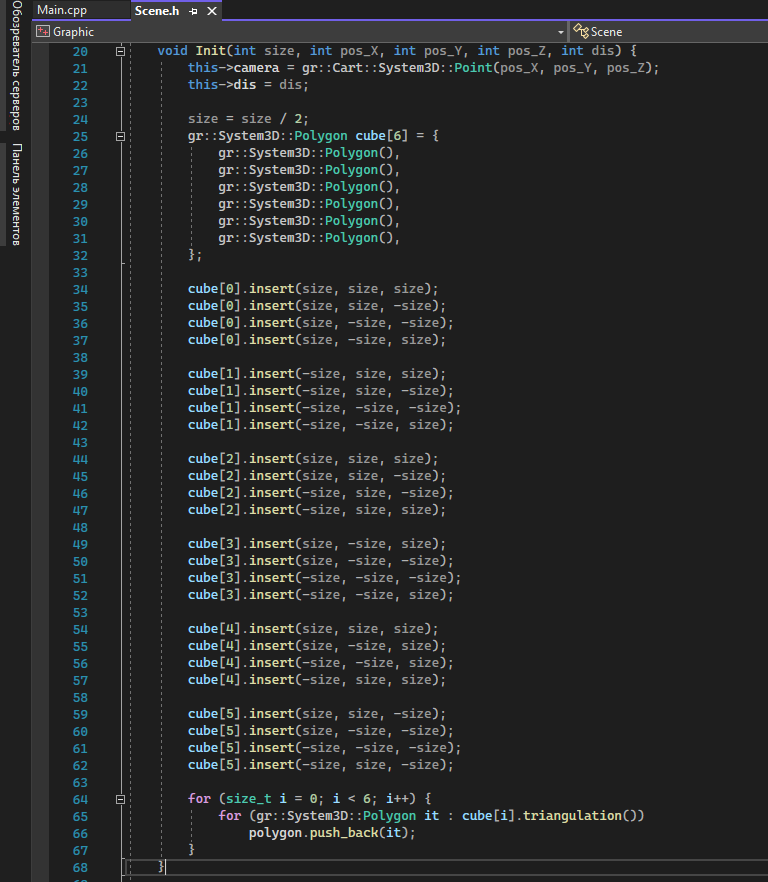 Main.cpp
Scene.h
Graphic
Scene
Обозреватель серверов
Панель элементов
20 void Init(int size, int pos_X, int pos_Y, int pos_Z, int dis) {
21 this->camera = gr::Cart::System3D::Point(pos_X, pos_Y, pos_Z);
22 this->dis = dis;
23
24 size = size / 2;
25 gr::System3D::Polygon cube[6] = {
26 gr::System3D::Polygon(),
27 gr::System3D::Polygon(),
28 gr::System3D::Polygon(),
29 gr::System3D::Polygon(),
30 gr::System3D::Polygon(),
31 gr::System3D::Polygon(),
32 };
33
34 cube[0].insert(size, size, size);
35 cube[0].insert(size, size, -size);
36 cube[0].insert(size, -size, -size);
37 cube[0].insert(size, -size, size);
38
39 cube[1].insert(-size, size, size);
40 cube[1].insert(-size, size, -size);
41 cube[1].insert(-size, -size, -size);
42 cube[1].insert(-size, -size, size);
43
44 cube[2].insert(size, size, size);
45 cube[2].insert(size, size, -size);
46 cube[2].insert(-size, size, -size);
47 cube[2].insert(-size, size, size);
48
49 cube[3].insert(size, -size, size);
50 cube[3].insert(size, -size, -size);
51 cube[3].insert(-size, -size, -size);
52 cube[3].insert(-size, -size, size);
53
54 cube[4].insert(size, size, size);
55 cube[4].insert(size, -size, size);
56 cube[4].insert(-size, -size, size);
57 cube[4].insert(-size, size, size);
58
59 cube[5].insert(size, size, -size);
60 cube[5].insert(size, -size, -size);
61 cube[5].insert(-size, -size, -size);
62 cube[5].insert(-size, size, -size);
63
64 for (size_t i = 0; i < 6; i++) {
65 for (gr::System3D::Polygon it : cube[i].triangulation())
66 polygon.push_back(it);
67 }
68 }